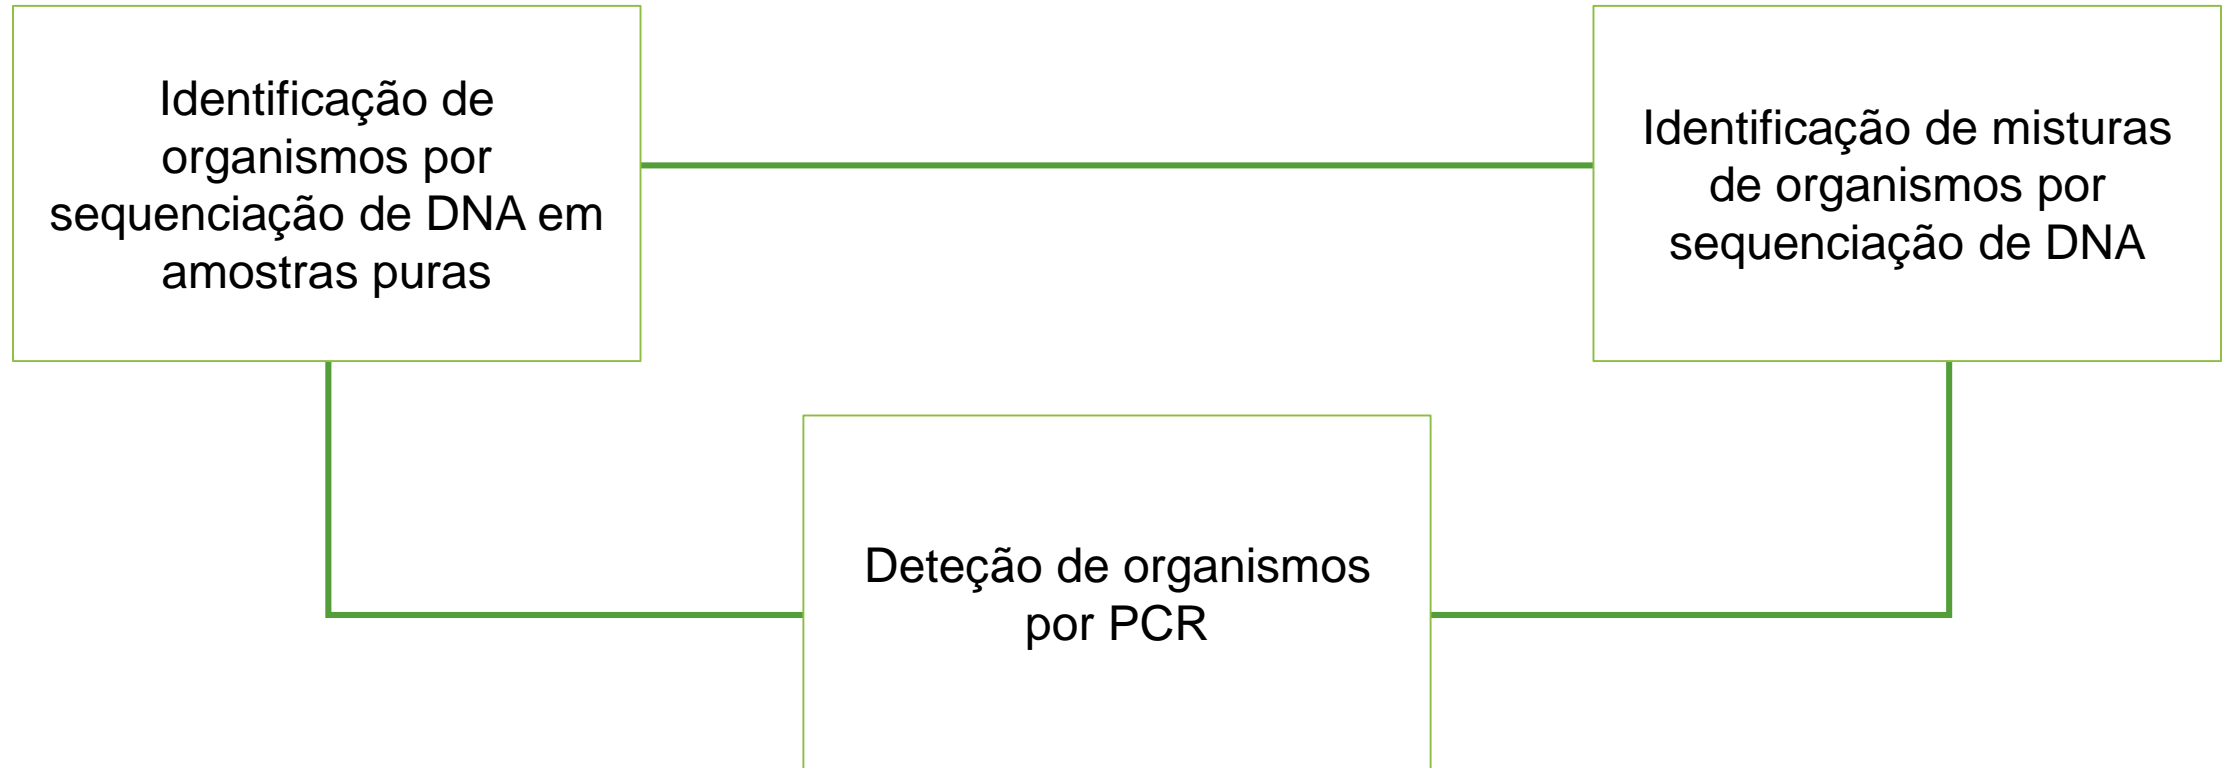 Identificação de
organismos por
sequenciação de DNA em
amostras puras
Identificação de misturas
de organismos por
sequenciação de DNA
Deteção de organismos
por PCR